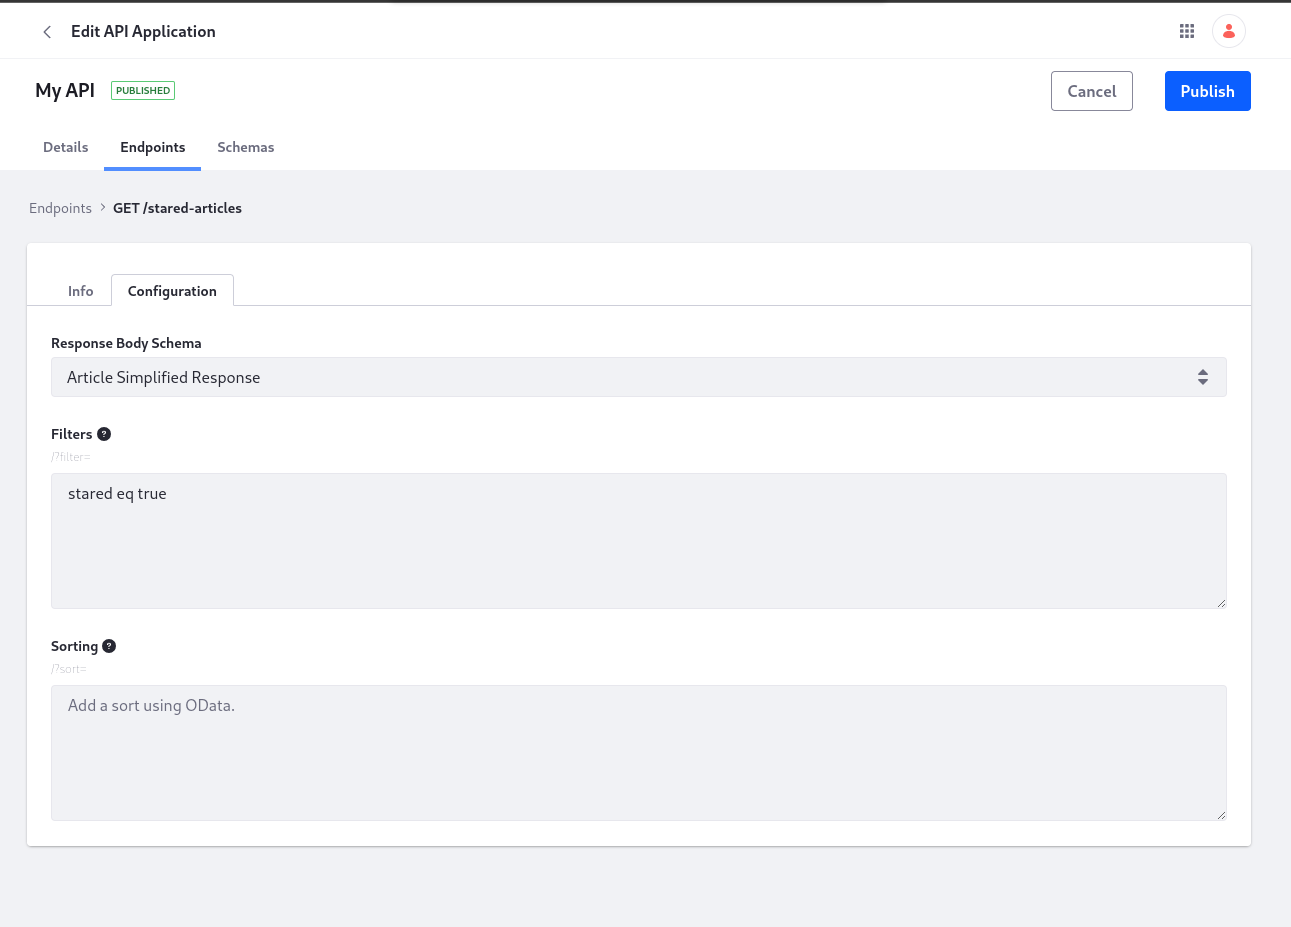 Edit API Application
My API PUBLISHED
Cancel Publish
Details Endpoints Schemas
Endpoints > GET /stared-articles
Info Configuration
Response Body Schema
Article Simplified Response
Filters ?
/?filter=
stared eq true
Sorting ?
/?sort=
Add a sort using OData.